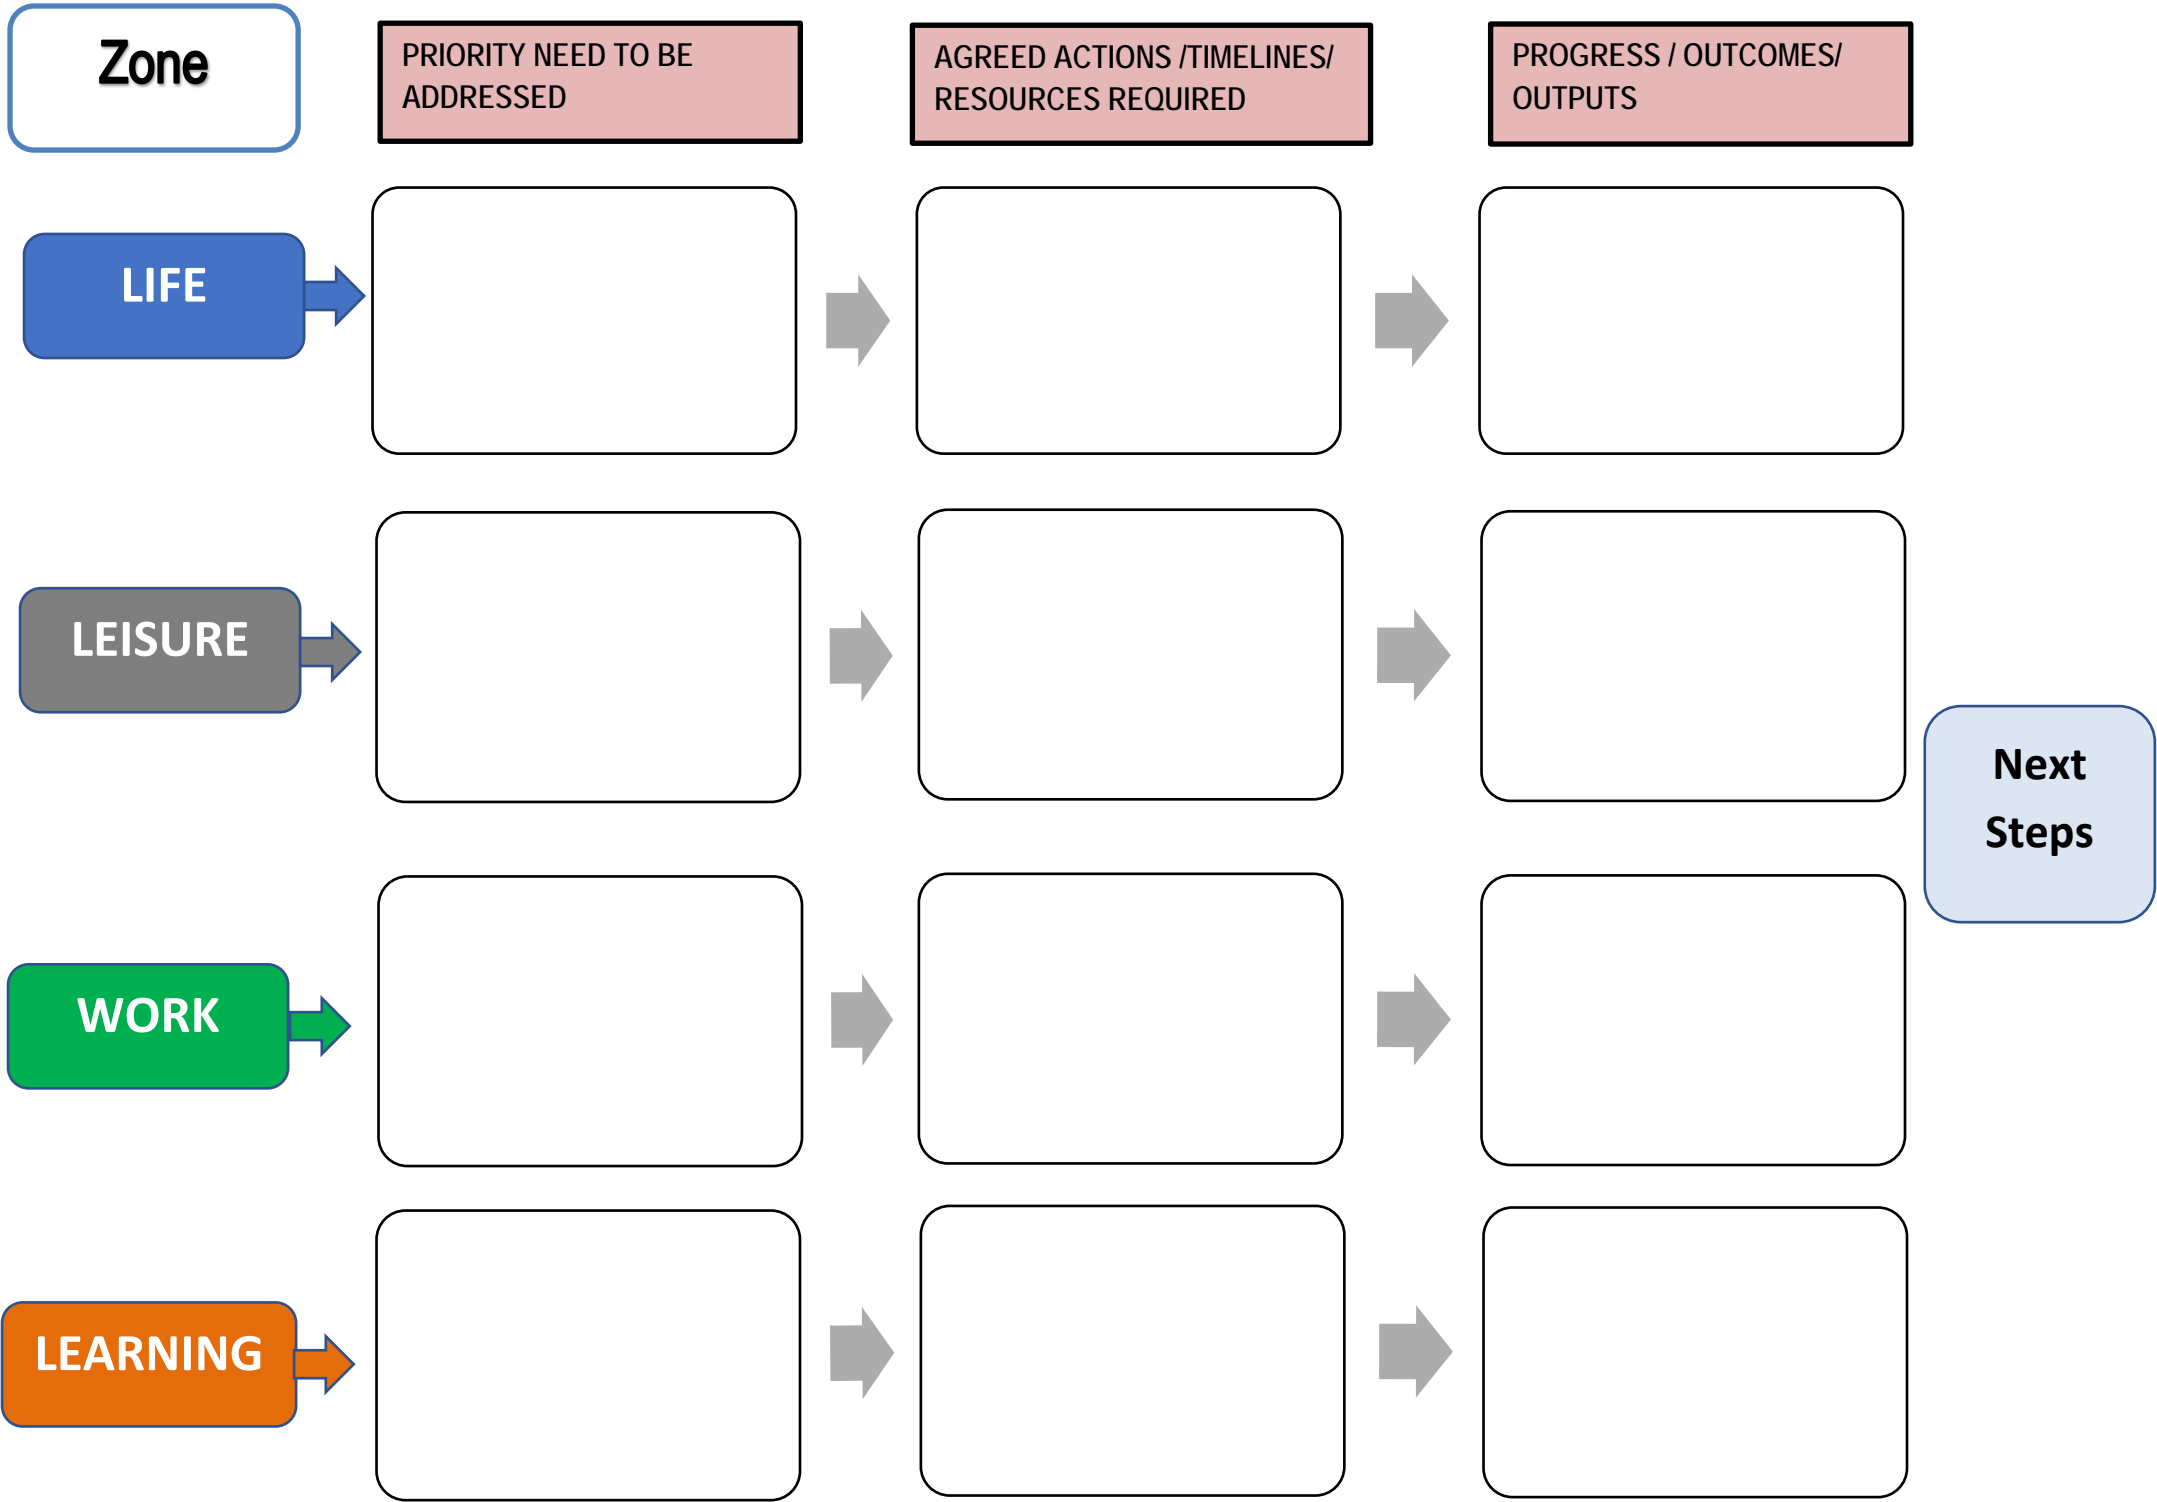 Zone
PRIORITY NEED TO BE
ADDRESSED
AGREED ACTIONS /TIMELINES/
RESOURCES REQUIRED
PROGRESS / OUTCOMES/
OUTPUTS
LIFE
LEISURE
Next
Steps
WORK
LEARNING